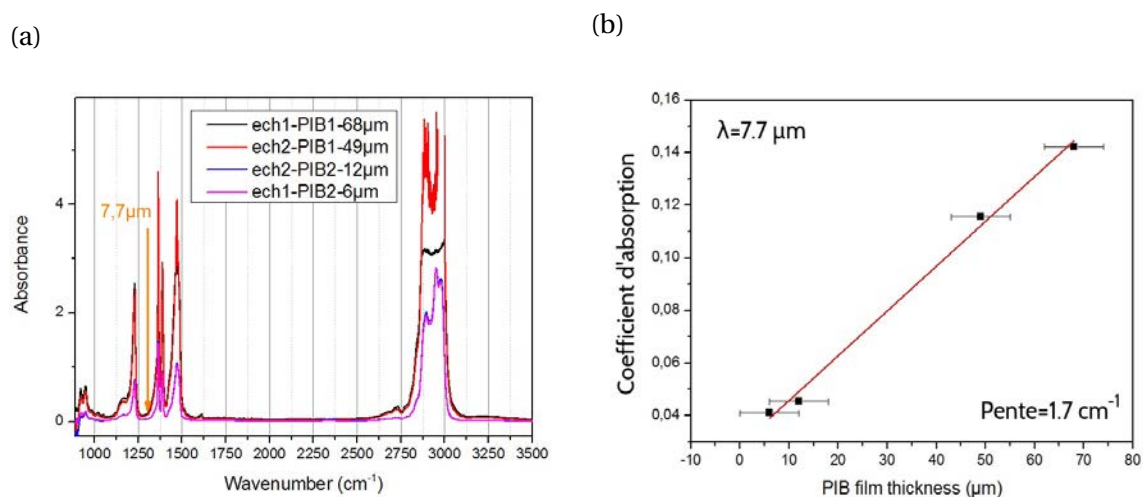 (a)
Absorbance
0
2
4
ech1-PIB1-68µm
ech2-PIB1-49µm
ech2-PIB2-12µm
ech1-PIB2-6µm
7,7µm
1000 1250 1500 1750 2000 2250 2500 2750 3000 3250 3500
Wavenumber (cm⁻¹)
(b)
Coefficient d'absorption
0,16
0,14
0,12
0,10
0,08
0,06
0,04
λ=7.7 µm
Pente=1.7 cm⁻¹
-10 0 10 20 30 40 50 60 70 80
PIB film thickness (µm)